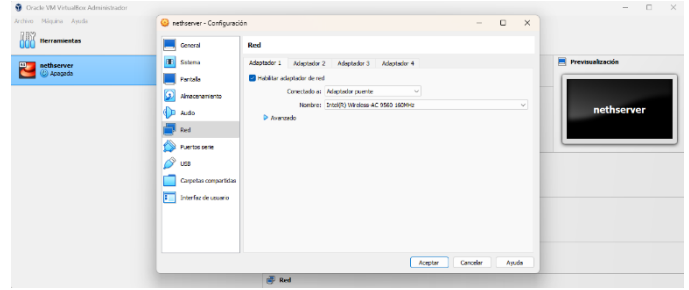 Oracle VM VirtualBox Administrador
Archivo Máquina Ayuda
Herramientas
nethserver
Apagada
nethserver - Configuración
General
Sistema
Pantalla
Almacenamiento
Audio
Red
Puertos serie
USB
Carpetas compartidas
Interfaz de usuario
Red
Adaptador 1 Adaptador 2 Adaptador 3 Adaptador 4
Habilitar adaptador de red
Conectado a: Adaptador puente
Nombre: Intel(R) Wireless-AC 9560 160MHz
Avanzado
Aceptar Cancelar Ayuda
Previsualización
nethserver
Red